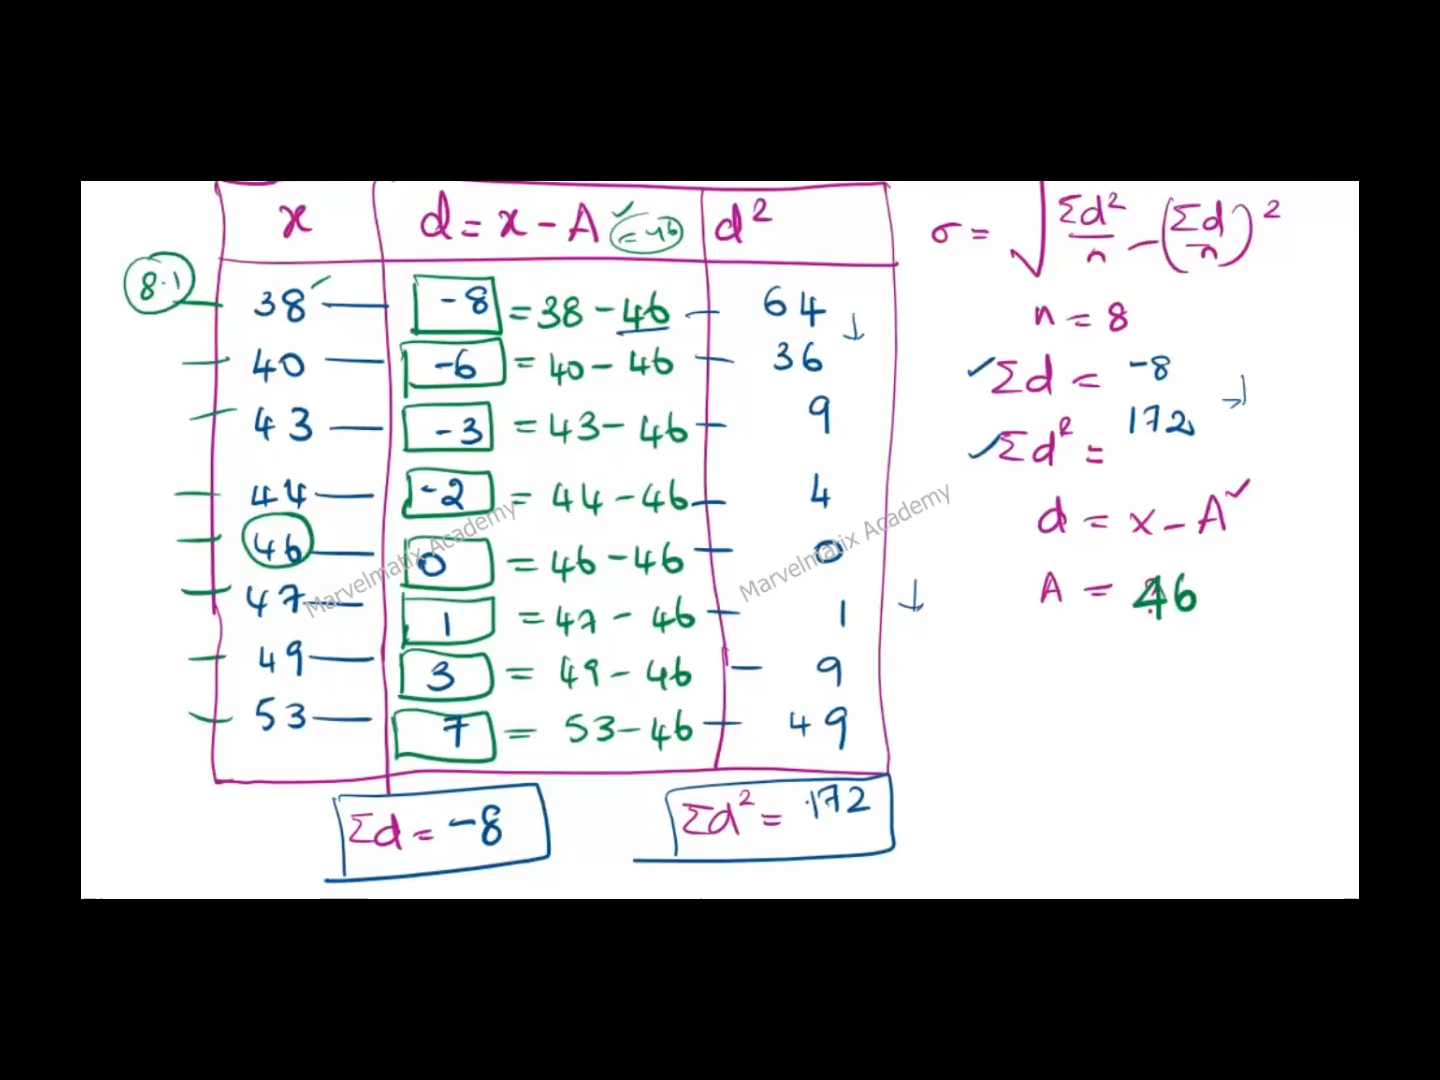 x d = x - A = 46 d²
σ = √ Σd²/n - (Σd/n)²
8.1
38 -8 = 38 - 46 - 64
n = 8
40 -6 = 40 - 46 - 36
Σd = -8
43 -3 = 43 - 46 - 9
Σd² = 172
44 -2 = 44 - 46 - 4
d = x - A
46 0 = 46 - 46 - 0
A = 46
47 1 = 47 - 46 - 1
49 3 = 49 - 46 - 9
53 7 = 53 - 46 - 49
Σd = -8 Σd² = 172
Marvelmatix Academy
Marvelmatix Academy